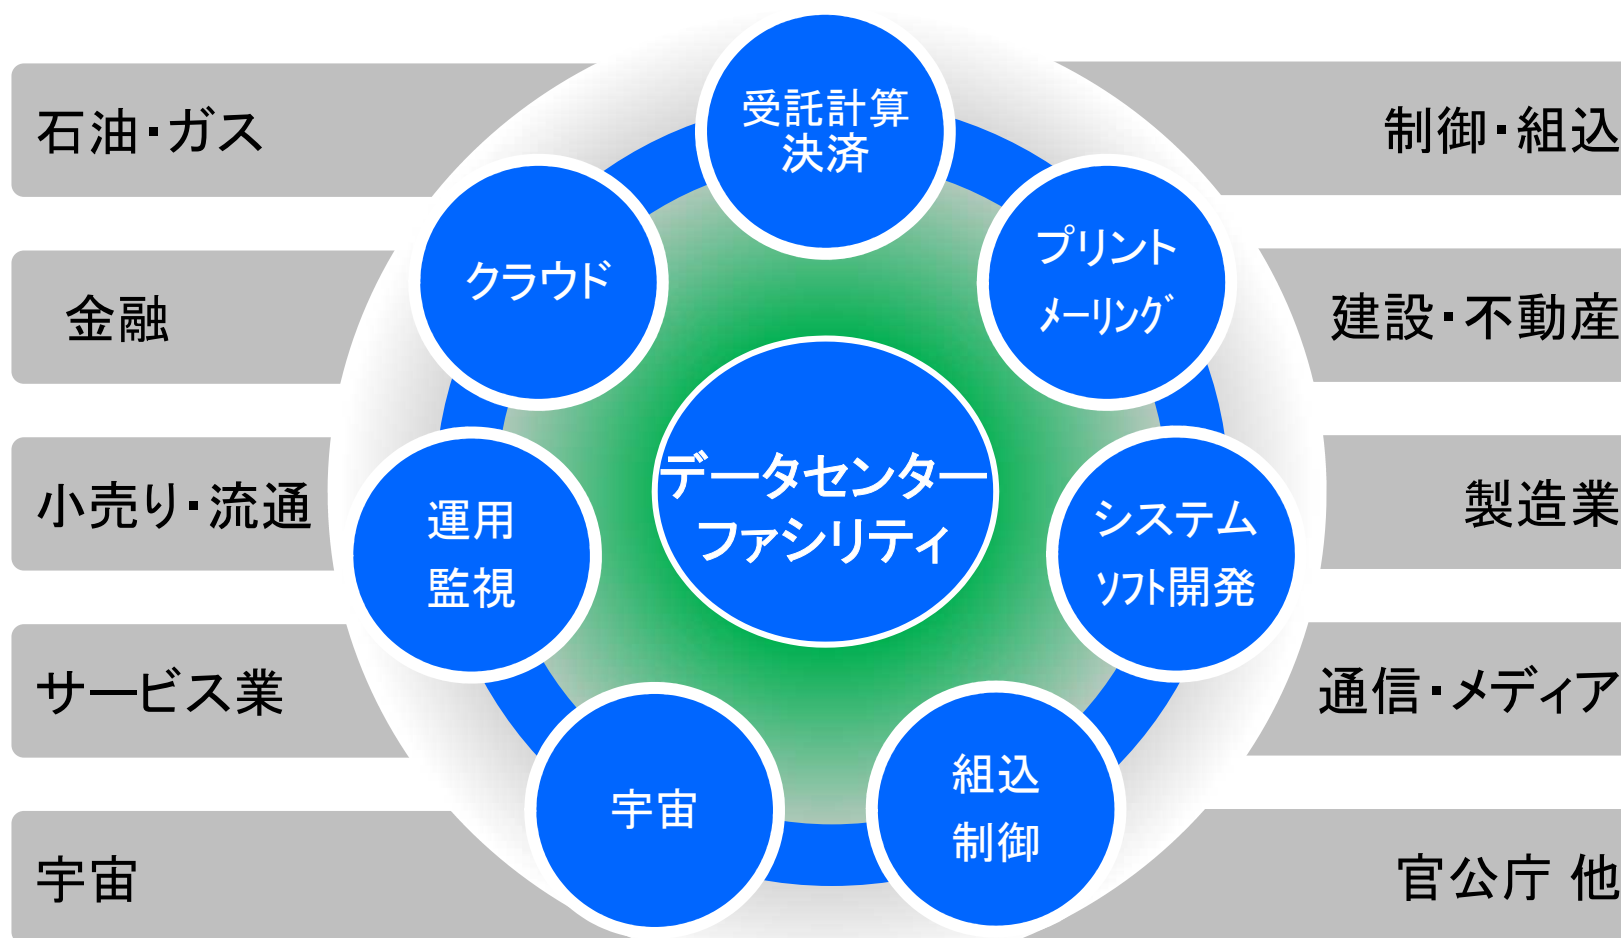 石油・ガス
金融
小売り・流通
サービス業
宇宙
受託計算
決済
クラウド
プリント
ﾒｰﾘﾝｸﾞ
データセンター
ファシリティ
運用
監視
システム
ｿﾌﾄ開発
宇宙
組込
制御
制御・組込
建設・不動産
製造業
通信・メディア
官公庁 他